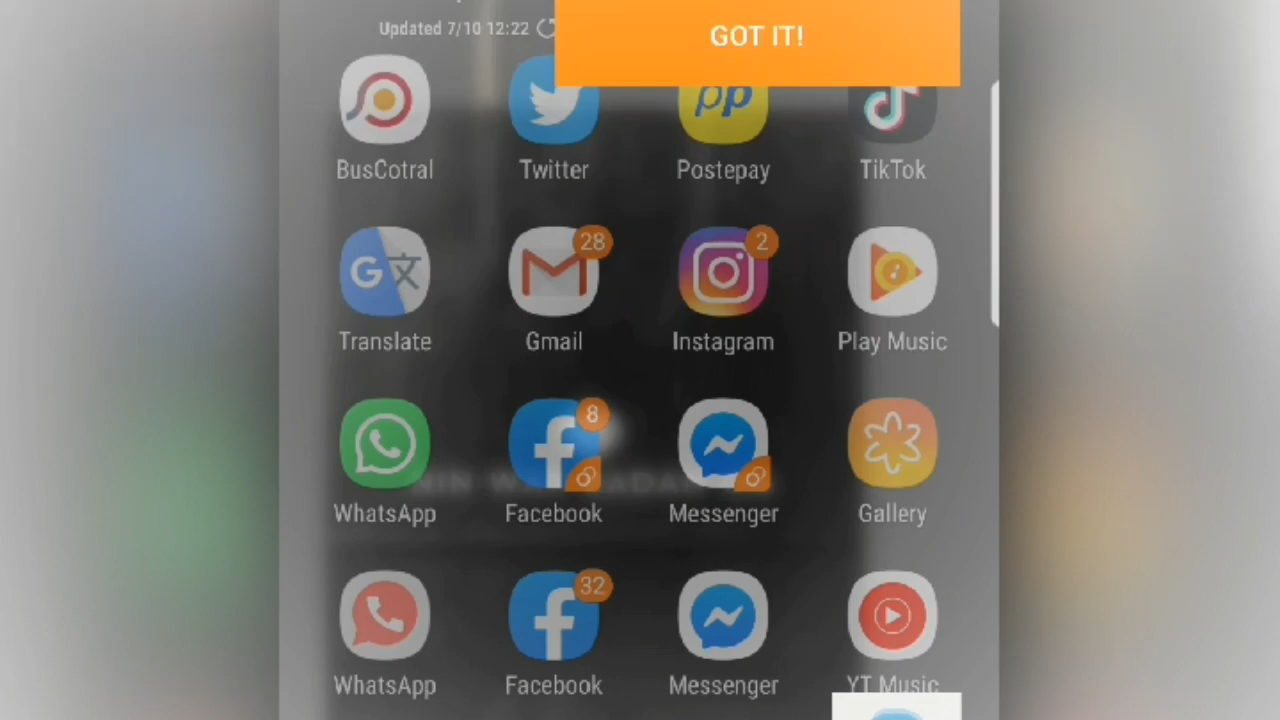 Updated 7/10 12:22
GOT IT!
pp
BusCotral Twitter Postepay TikTok
28 2
Translate Gmail Instagram Play Music
8
WhatsApp Facebook Messenger Gallery
32
WhatsApp Facebook Messenger YT Music